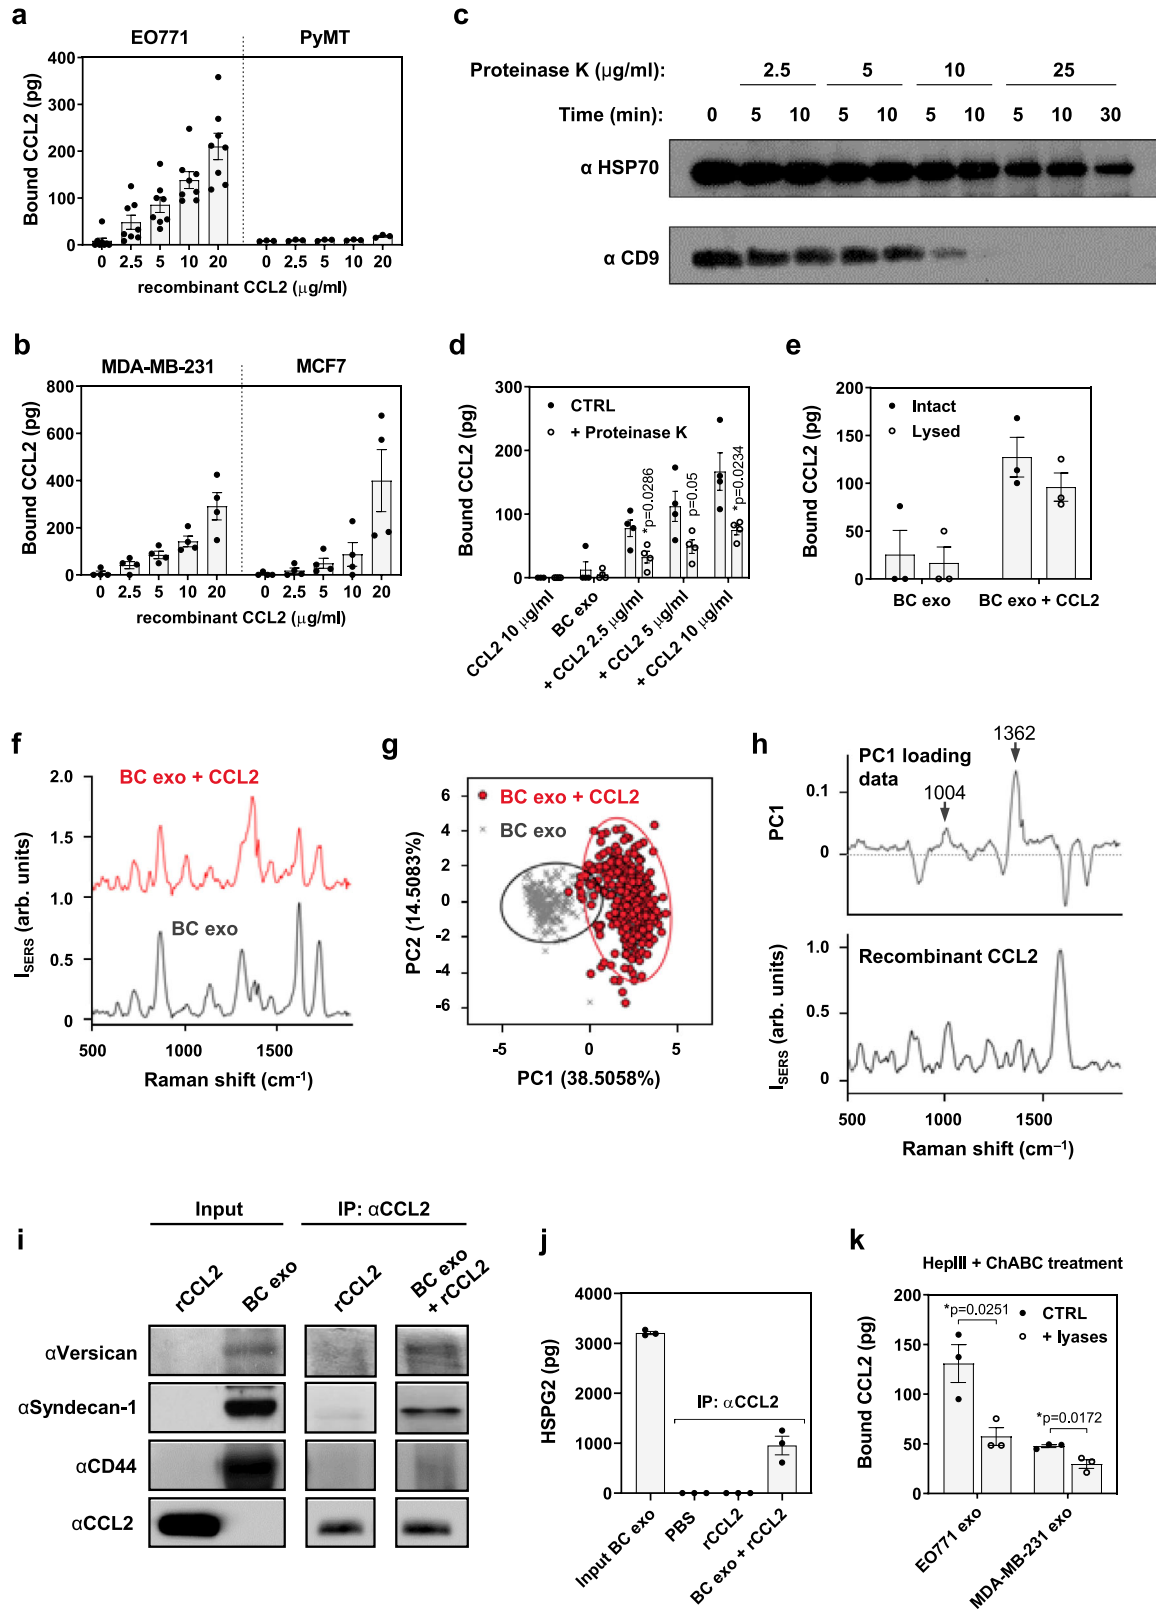 a
EO771 PyMT
Bound CCL2 (pg)
400
300
200
100
0
0 2.5 5 10 20 0 2.5 5 10 20
recombinant CCL2 (μg/ml)
b
MDA-MB-231 MCF7
Bound CCL2 (pg)
800
600
400
200
0
0 2.5 5 10 20 0 2.5 5 10 20
recombinant CCL2 (μg/ml)
c
Proteinase K (μg/ml): 2.5 5 10 25
Time (min): 0 5 10 5 10 5 10 5 10 30
α HSP70
α CD9
d
Bound CCL2 (pg)
300
200
100
0
CTRL
+ Proteinase K
*p=0.0286
p=0.05
*p=0.0234
CCL2 10 μg/ml
BC exo
+ CCL2 2.5 μg/ml
+ CCL2 5 μg/ml
+ CCL2 10 μg/ml
e
Bound CCL2 (pg)
200
150
100
50
0
Intact
Lysed
BC exo BC exo + CCL2
f
ISERS (arb. units)
2.0
1.5
1.0
0.5
0
BC exo + CCL2
BC exo
500 1000 1500
Raman shift (cm⁻¹)
g
PC2 (14.5083%)
6
4
2
0
-2
-4
-6
BC exo + CCL2
BC exo
-5 0 5
PC1 (38.5058%)
h
1362
PC1 loading
data
1004
PC1
0.1
0
Recombinant CCL2
ISERS (arb. units)
1.0
0.5
0
500 1000 1500
Raman shift (cm⁻¹)
i
Input IP: αCCL2
rCCL2 BC exo rCCL2 BC exo
+ rCCL2
αVersican
αSyndecan-1
αCD44
αCCL2
j
HSPG2 (pg)
4000
3000
2000
1000
0
IP: αCCL2
Input BC exo
PBS
rCCL2
BC exo + rCCL2
k
HepIII + ChABC treatment
Bound CCL2 (pg)
200
150
100
50
0
*p=0.0251
CTRL
+ lyases
*p=0.0172
EO771 exo
MDA-MB-231 exo